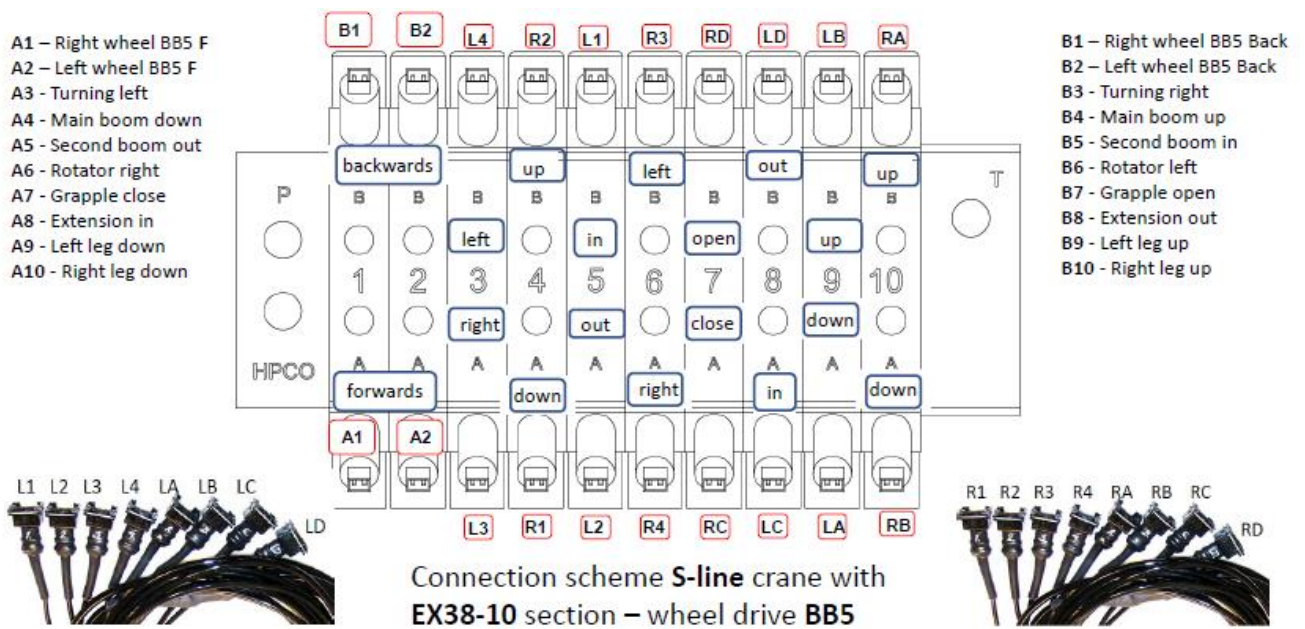 A1 – Right wheel BB5 F
A2 – Left wheel BB5 F
A3 - Turning left
A4 - Main boom down
A5 - Second boom out
A6 - Rotator right
A7 - Grapple close
A8 - Extension in
A9 - Left leg down
A10 - Right leg down
B1 B2 L4 R2 L1 R3 RD LD LB RA
B1 – Right wheel BB5 Back
B2 – Left wheel BB5 Back
B3 - Turning right
B4 - Main boom up
B5 - Second boom in
B6 - Rotator left
B7 - Grapple open
B8 - Extension out
B9 - Left leg up
B10 - Right leg up
backwards up left out up
P B B B B B B B B B B T
left in open up
1 2 3 4 5 6 7 8 9 10
right out close down
HPCO A A A A A A A A A A
forwards down right in down
A1 A2
L3 R1 L2 R4 RC LC LA RB
L1 L2 L3 L4 LA LB LC
LD
R1 R2 R3 R4 RA RB RC
RD
Connection scheme S-line crane with
EX38-10 section – wheel drive BB5